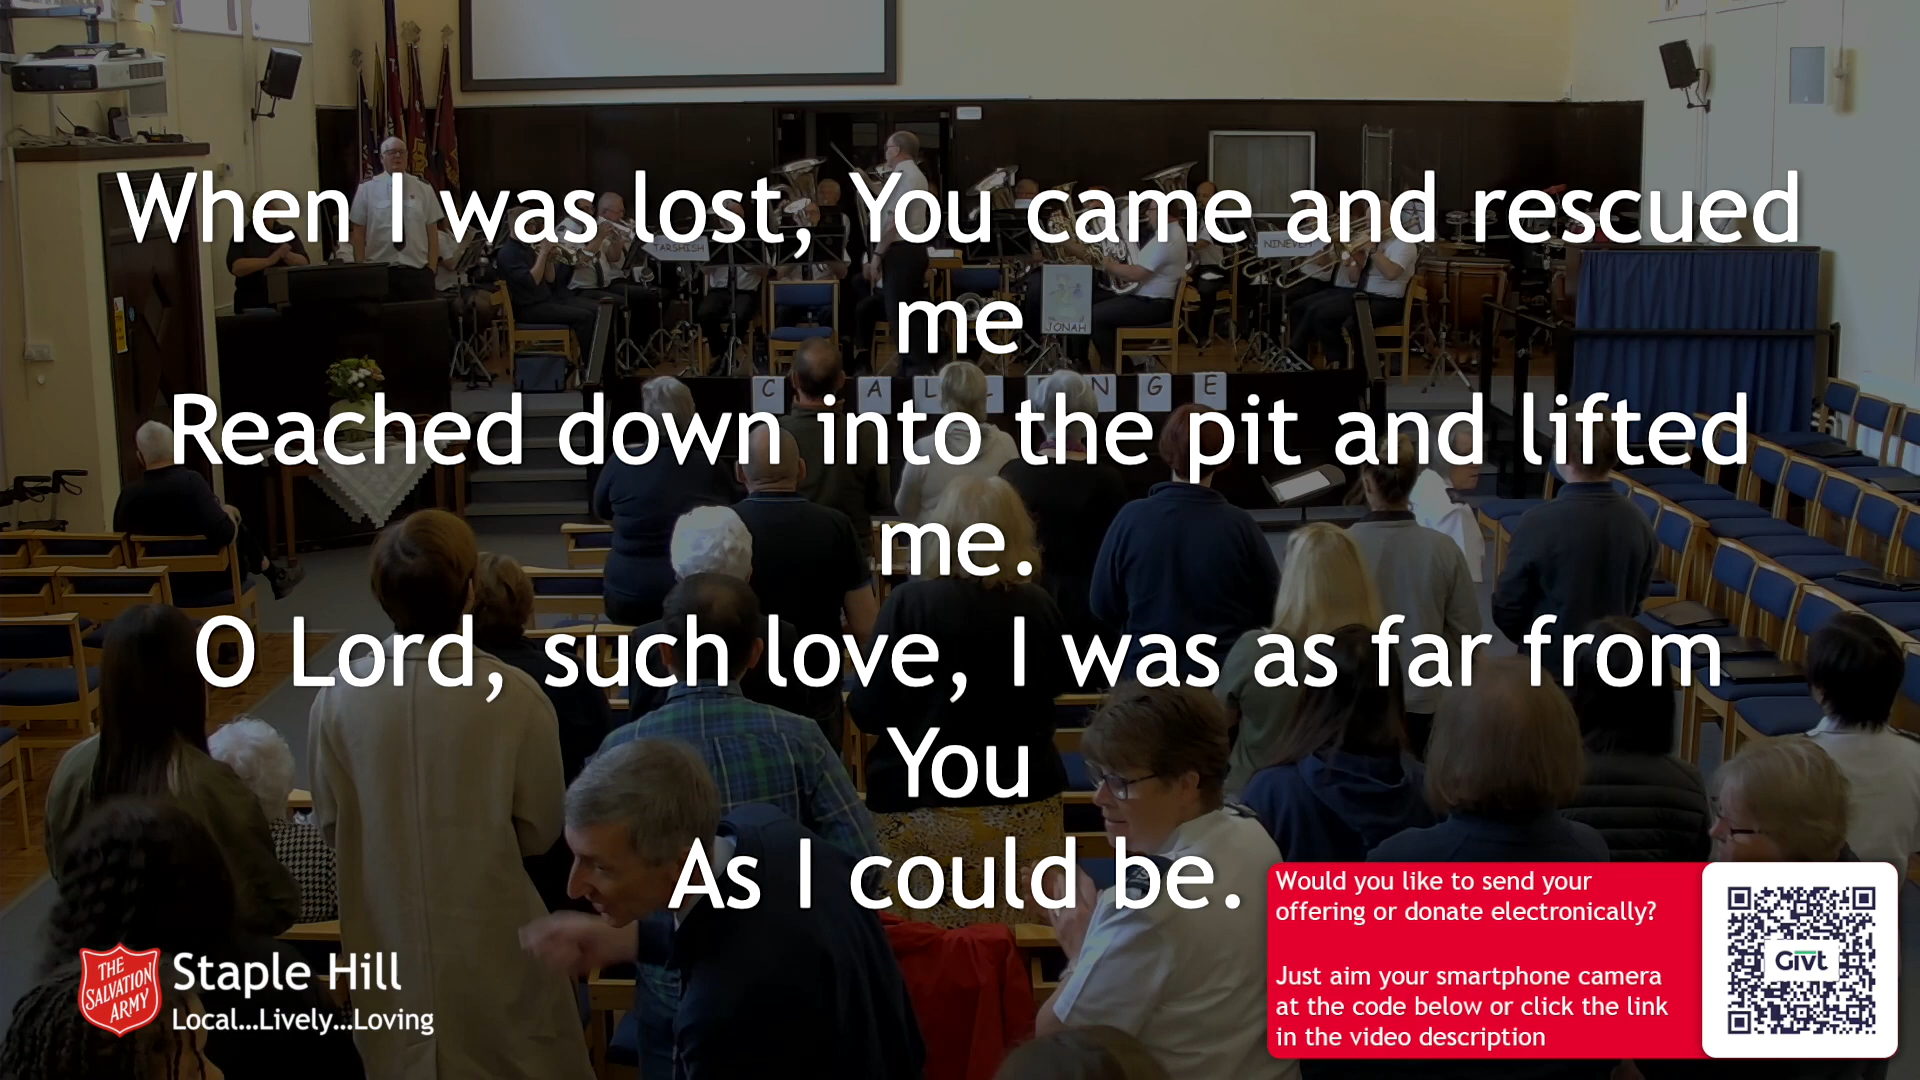 When I was lost, You came and rescued
me
Reached down into the pit and lifted
me.
O Lord, such love, I was as far from
You
As I could be.
TARSHISH
NINEVEH
JONAH
C
A L
N G E
THE
SALVATION
ARMY
Staple Hill
Local...Lively...Loving
Would you like to send your
offering or donate electronically?
Just aim your smartphone camera
at the code below or click the link
in the video description
Givt